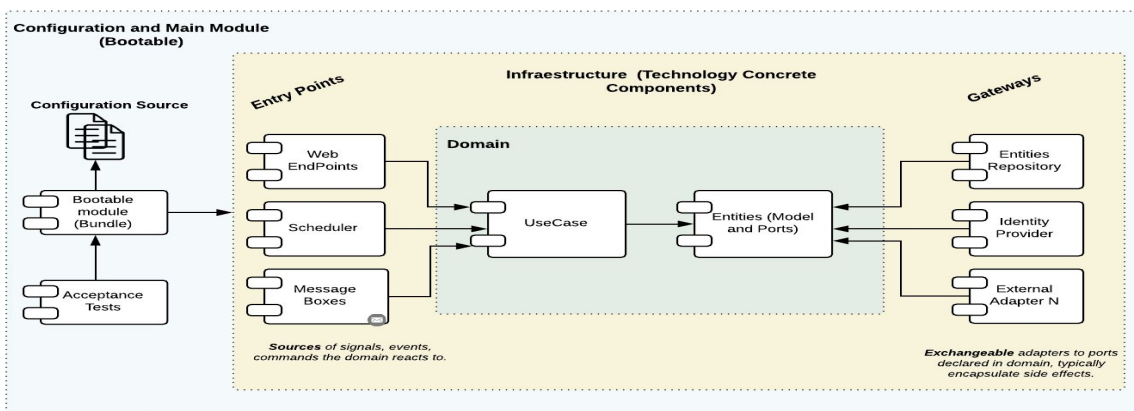 Configuration and Main Module
(Bootable)
Infraestructure (Technology Concrete
Components)
Entry Points
Gateways
Configuration Source
Domain
Web
EndPoints
Entities
Repository
Bootable
module
(Bundle)
UseCase
Entities (Model
and Ports)
Scheduler
Identity
Provider
Acceptance
Tests
Message
Boxes
External
Adapter N
Sources of signals, events,
commands the domain reacts to.
Exchangeable adapters to ports
declared in domain, typically
encapsulate side effects.